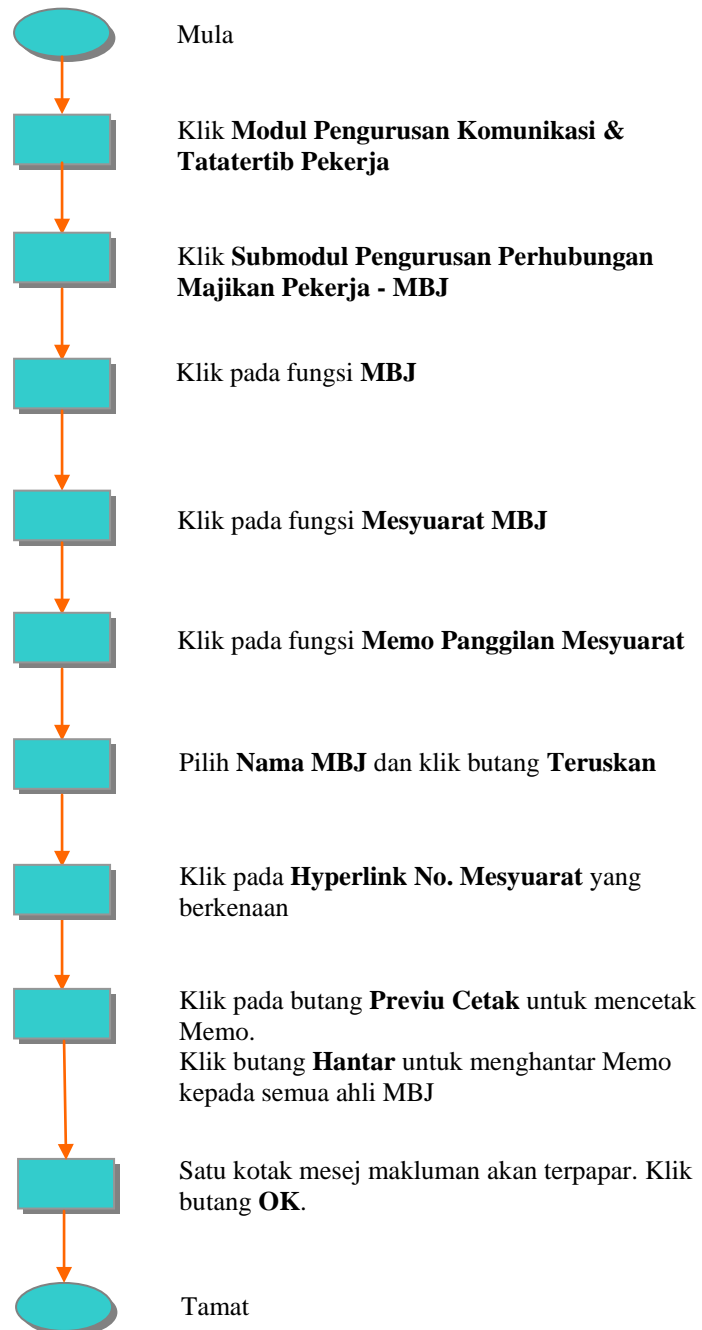 Mula
Klik Modul Pengurusan Komunikasi &
Tatatertib Pekerja
Klik Submodul Pengurusan Perhubungan
Majikan Pekerja - MBJ
Klik pada fungsi MBJ
Klik pada fungsi Mesyuarat MBJ
Klik pada fungsi Memo Panggilan Mesyuarat
Pilih Nama MBJ dan klik butang Teruskan
Klik pada Hyperlink No. Mesyuarat yang
berkenaan
Klik pada butang Previu Cetak untuk mencetak
Memo.
Klik butang Hantar untuk menghantar Memo
kepada semua ahli MBJ
Satu kotak mesej makluman akan terpapar. Klik
butang OK.
Tamat